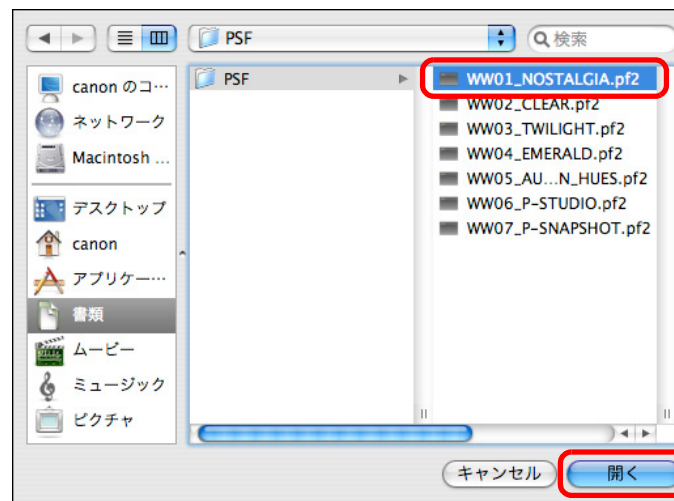 PSF
検索
canon のコ…
ネットワーク
Macintosh ...
デスクトップ
canon
アプリケー…
書類
ムービー
ミュージック
ピクチャ
PSF
WW01_NOSTALGIA.pf2
WW02_CLEAR.pf2
WW03_TWILIGHT.pf2
WW04_EMERALD.pf2
WW05_AU...N_HUES.pf2
WW06_P-STUDIO.pf2
WW07_P-SNAPSHOT.pf2
キャンセル
開く